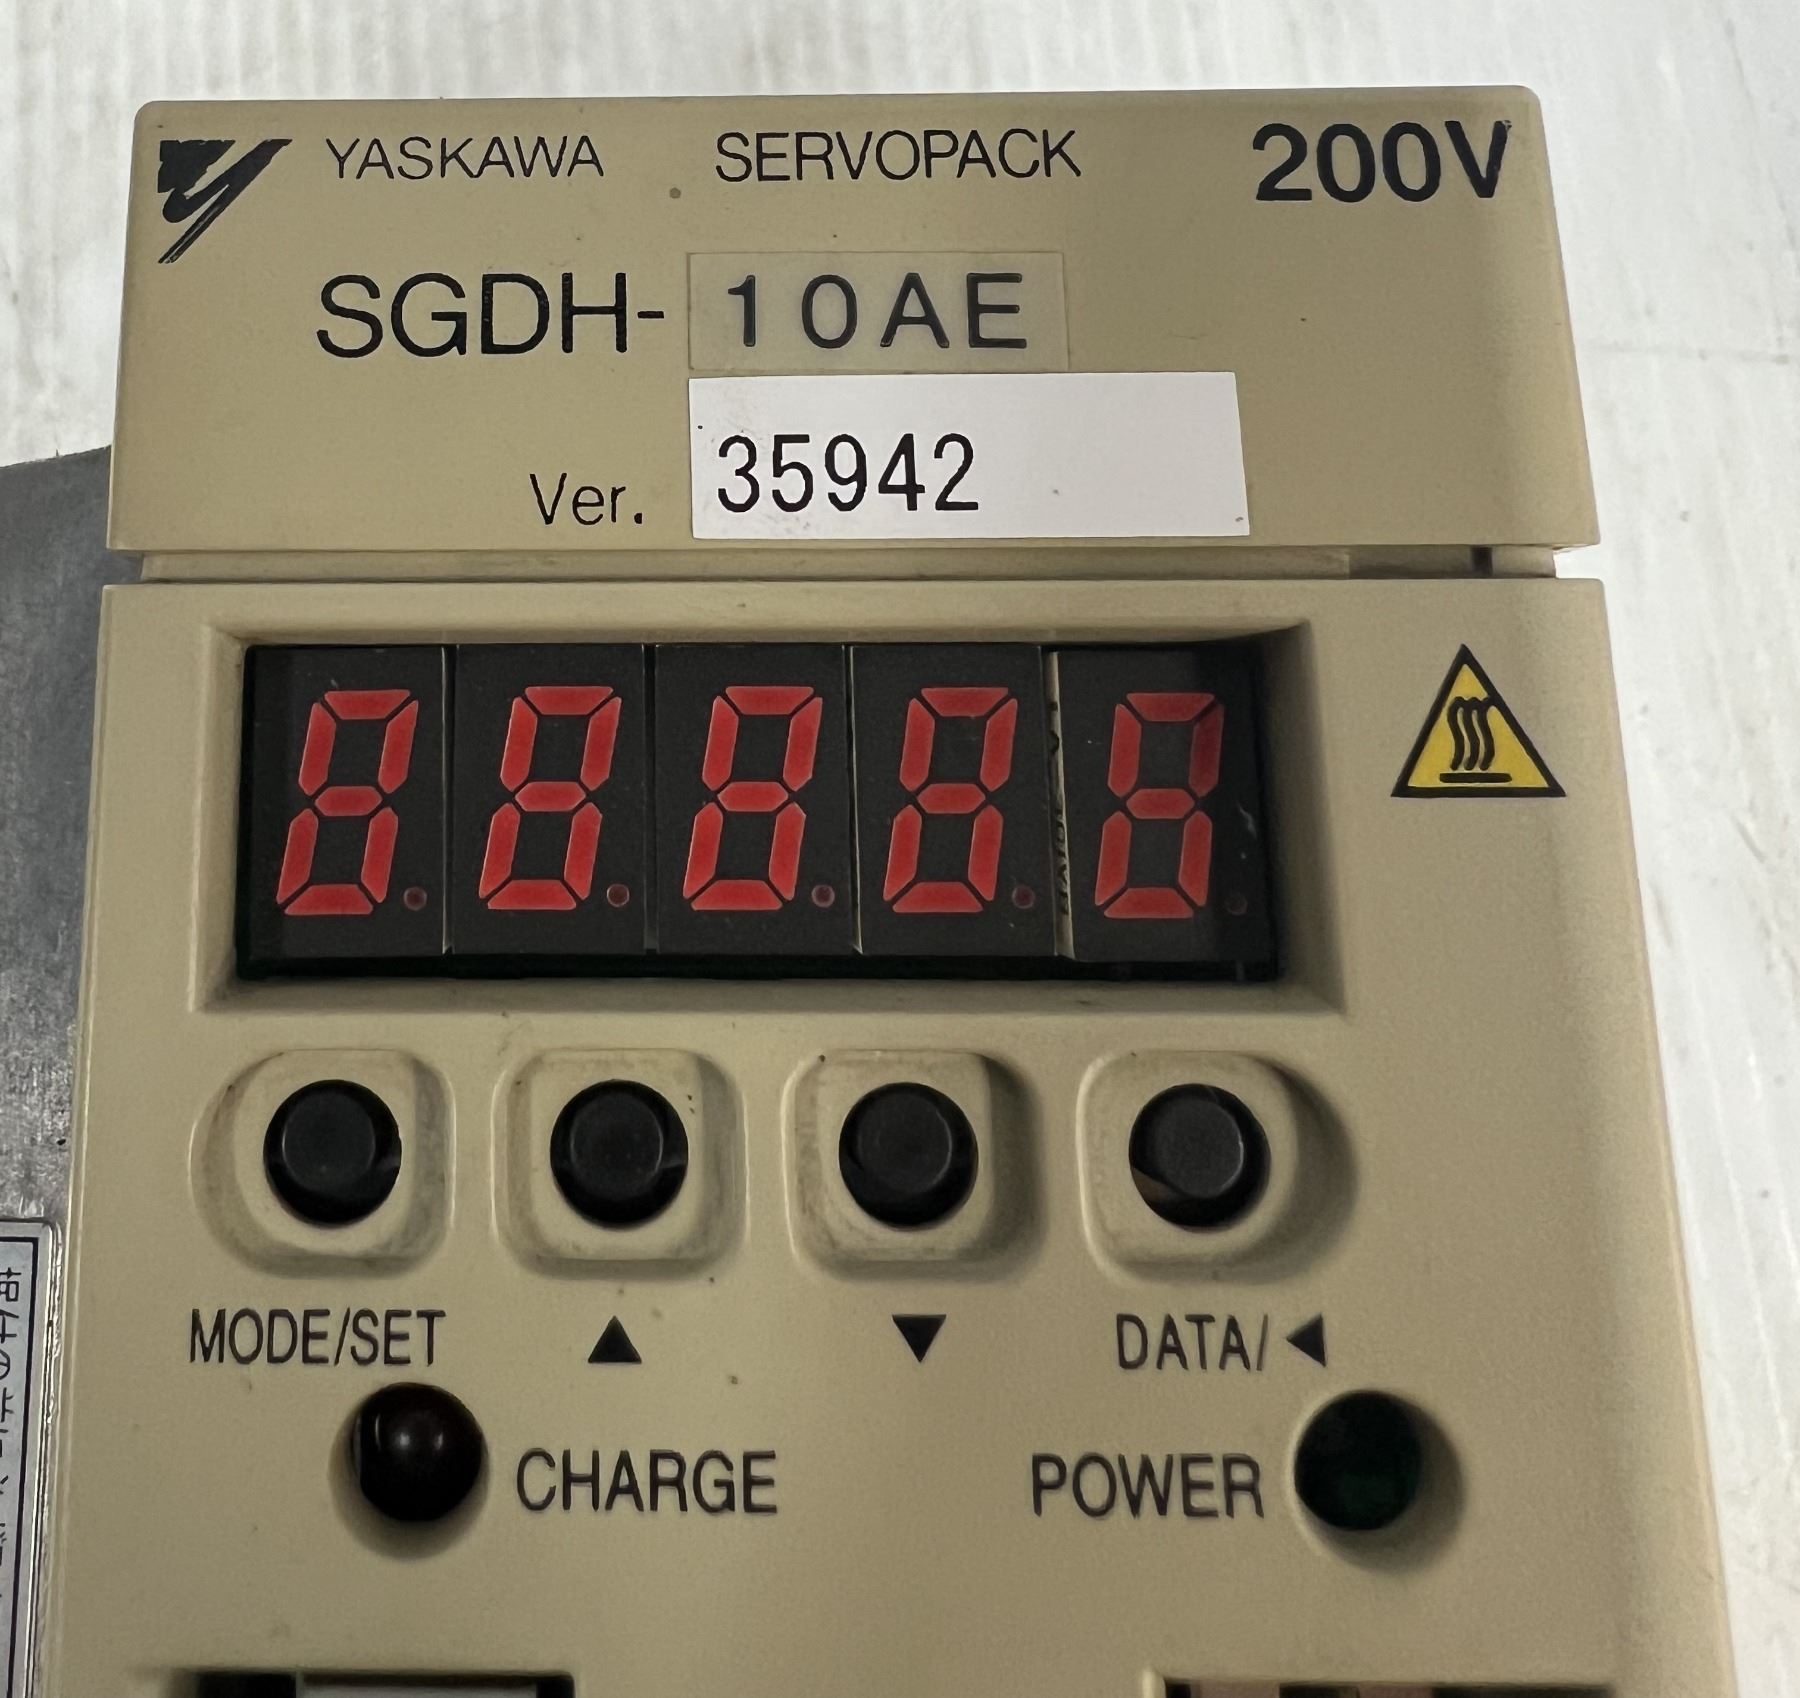 YASKAWA SERVOPACK 200V
SGDH-10AE
Ver. 35942
MODE/SET ▲ ▼ DATA/◀
CHARGE POWER